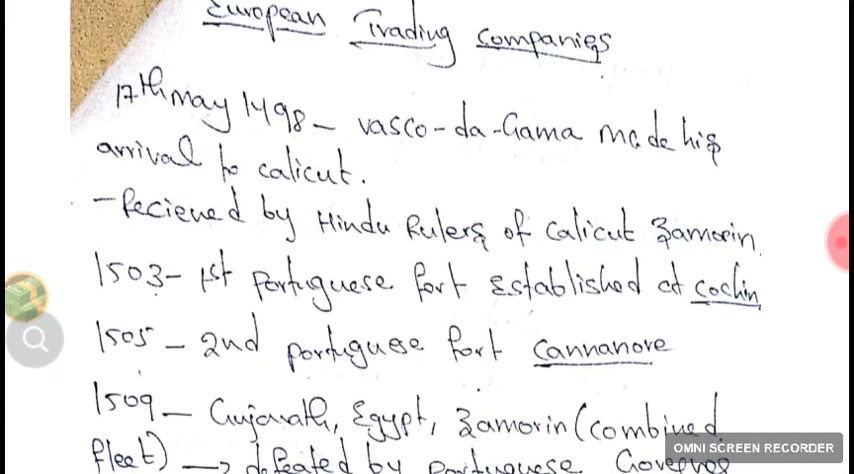 European Trading Companies
17th may 1498 - vasco-da-Gama made his
arrival to calicut.
- Recieved by Hindu Rulers of Calicut Zamorin.
1503 - 1st Portuguese fort Established at cochin
1505 - 2nd portuguese fort Cannanore
1509 - Gujarath, Egypt, Zamorin (combined
fleet) → defeated by Portuguese Governor
OMNI SCREEN RECORDER